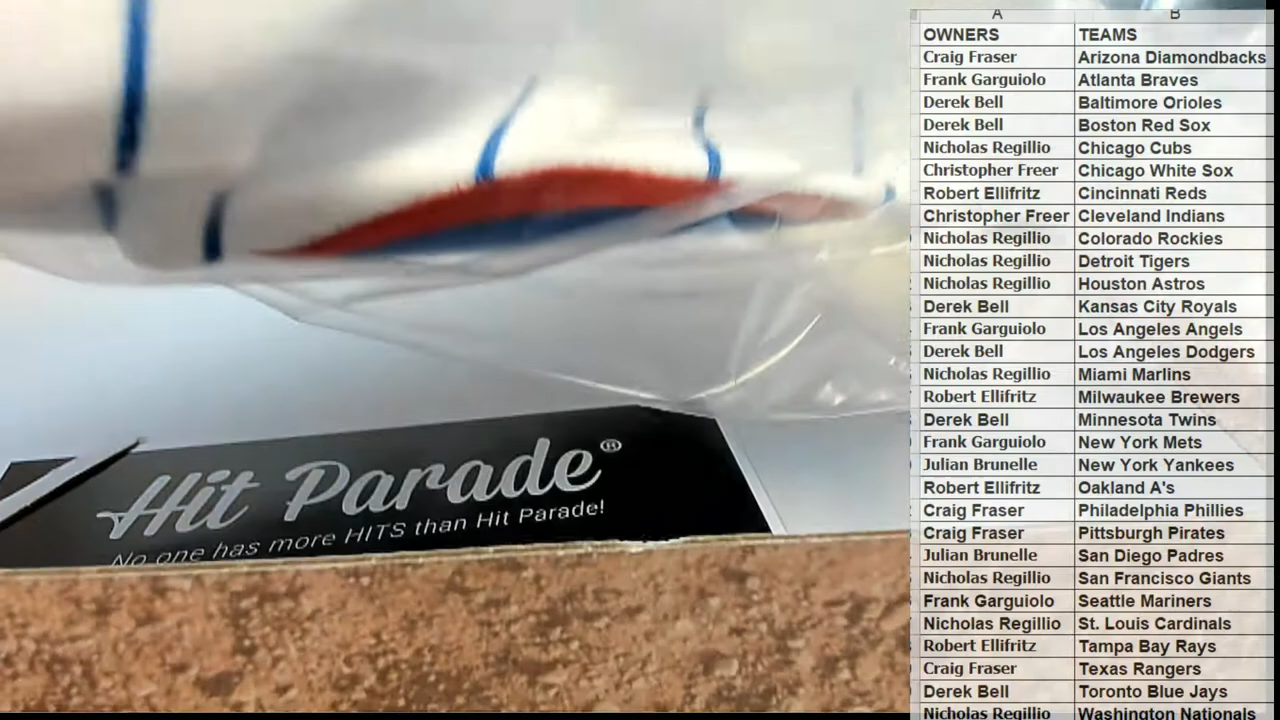 Hit Parade®
No one has more HITS than Hit Parade!
A B
OWNERS TEAMS
Craig Fraser Arizona Diamondbacks
Frank Garguiolo Atlanta Braves
Derek Bell Baltimore Orioles
Derek Bell Boston Red Sox
Nicholas Regillio Chicago Cubs
Christopher Freer Chicago White Sox
Robert Ellifritz Cincinnati Reds
Christopher Freer Cleveland Indians
Nicholas Regillio Colorado Rockies
Nicholas Regillio Detroit Tigers
Nicholas Regillio Houston Astros
Derek Bell Kansas City Royals
Frank Garguiolo Los Angeles Angels
Derek Bell Los Angeles Dodgers
Nicholas Regillio Miami Marlins
Robert Ellifritz Milwaukee Brewers
Derek Bell Minnesota Twins
Frank Garguiolo New York Mets
Julian Brunelle New York Yankees
Robert Ellifritz Oakland A's
Craig Fraser Philadelphia Phillies
Craig Fraser Pittsburgh Pirates
Julian Brunelle San Diego Padres
Nicholas Regillio San Francisco Giants
Frank Garguiolo Seattle Mariners
Nicholas Regillio St. Louis Cardinals
Robert Ellifritz Tampa Bay Rays
Craig Fraser Texas Rangers
Derek Bell Toronto Blue Jays
Nicholas Regillio Washington Nationals